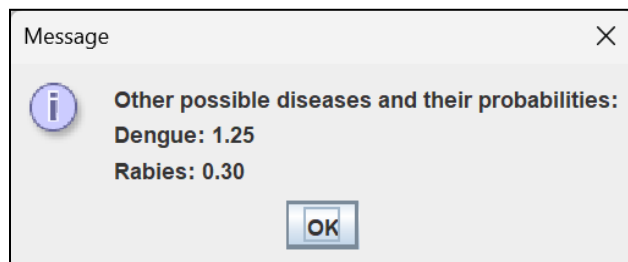 Message
Other possible diseases and their probabilities:
Dengue: 1.25
Rabies: 0.30
OK